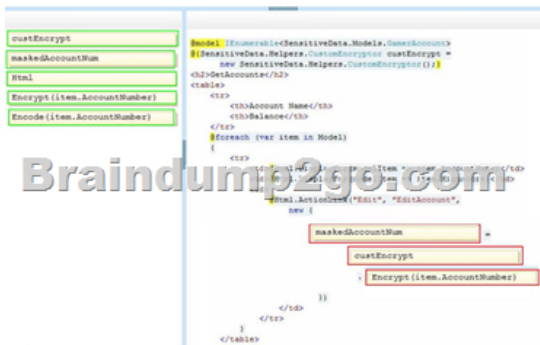 custEncrypt
maskedAccountNum
Html
Encrypt(item.AccountNumber)
Encode(item.AccountNumber)
@model IEnumerable<SensitiveData.Models.GamerAccount>
@{SensitiveData.Helpers.CustomEncryptor custEncrypt =
new SensitiveData.Helpers.CustomEncryptor();}
<h2>GetAccounts</h2>
<table>
<tr>
<th>Account Name</th>
<th>Balance</th>
</tr>
@foreach (var item in Model)
{
<tr>
</td>
</td>
Braindump2go.com
@Html.ActionLink("Edit", "EditAccount",
new {
maskedAccountNum =
custEncrypt
. Encrypt(item.AccountNumber)
})
</td>
</tr>
}
</table>